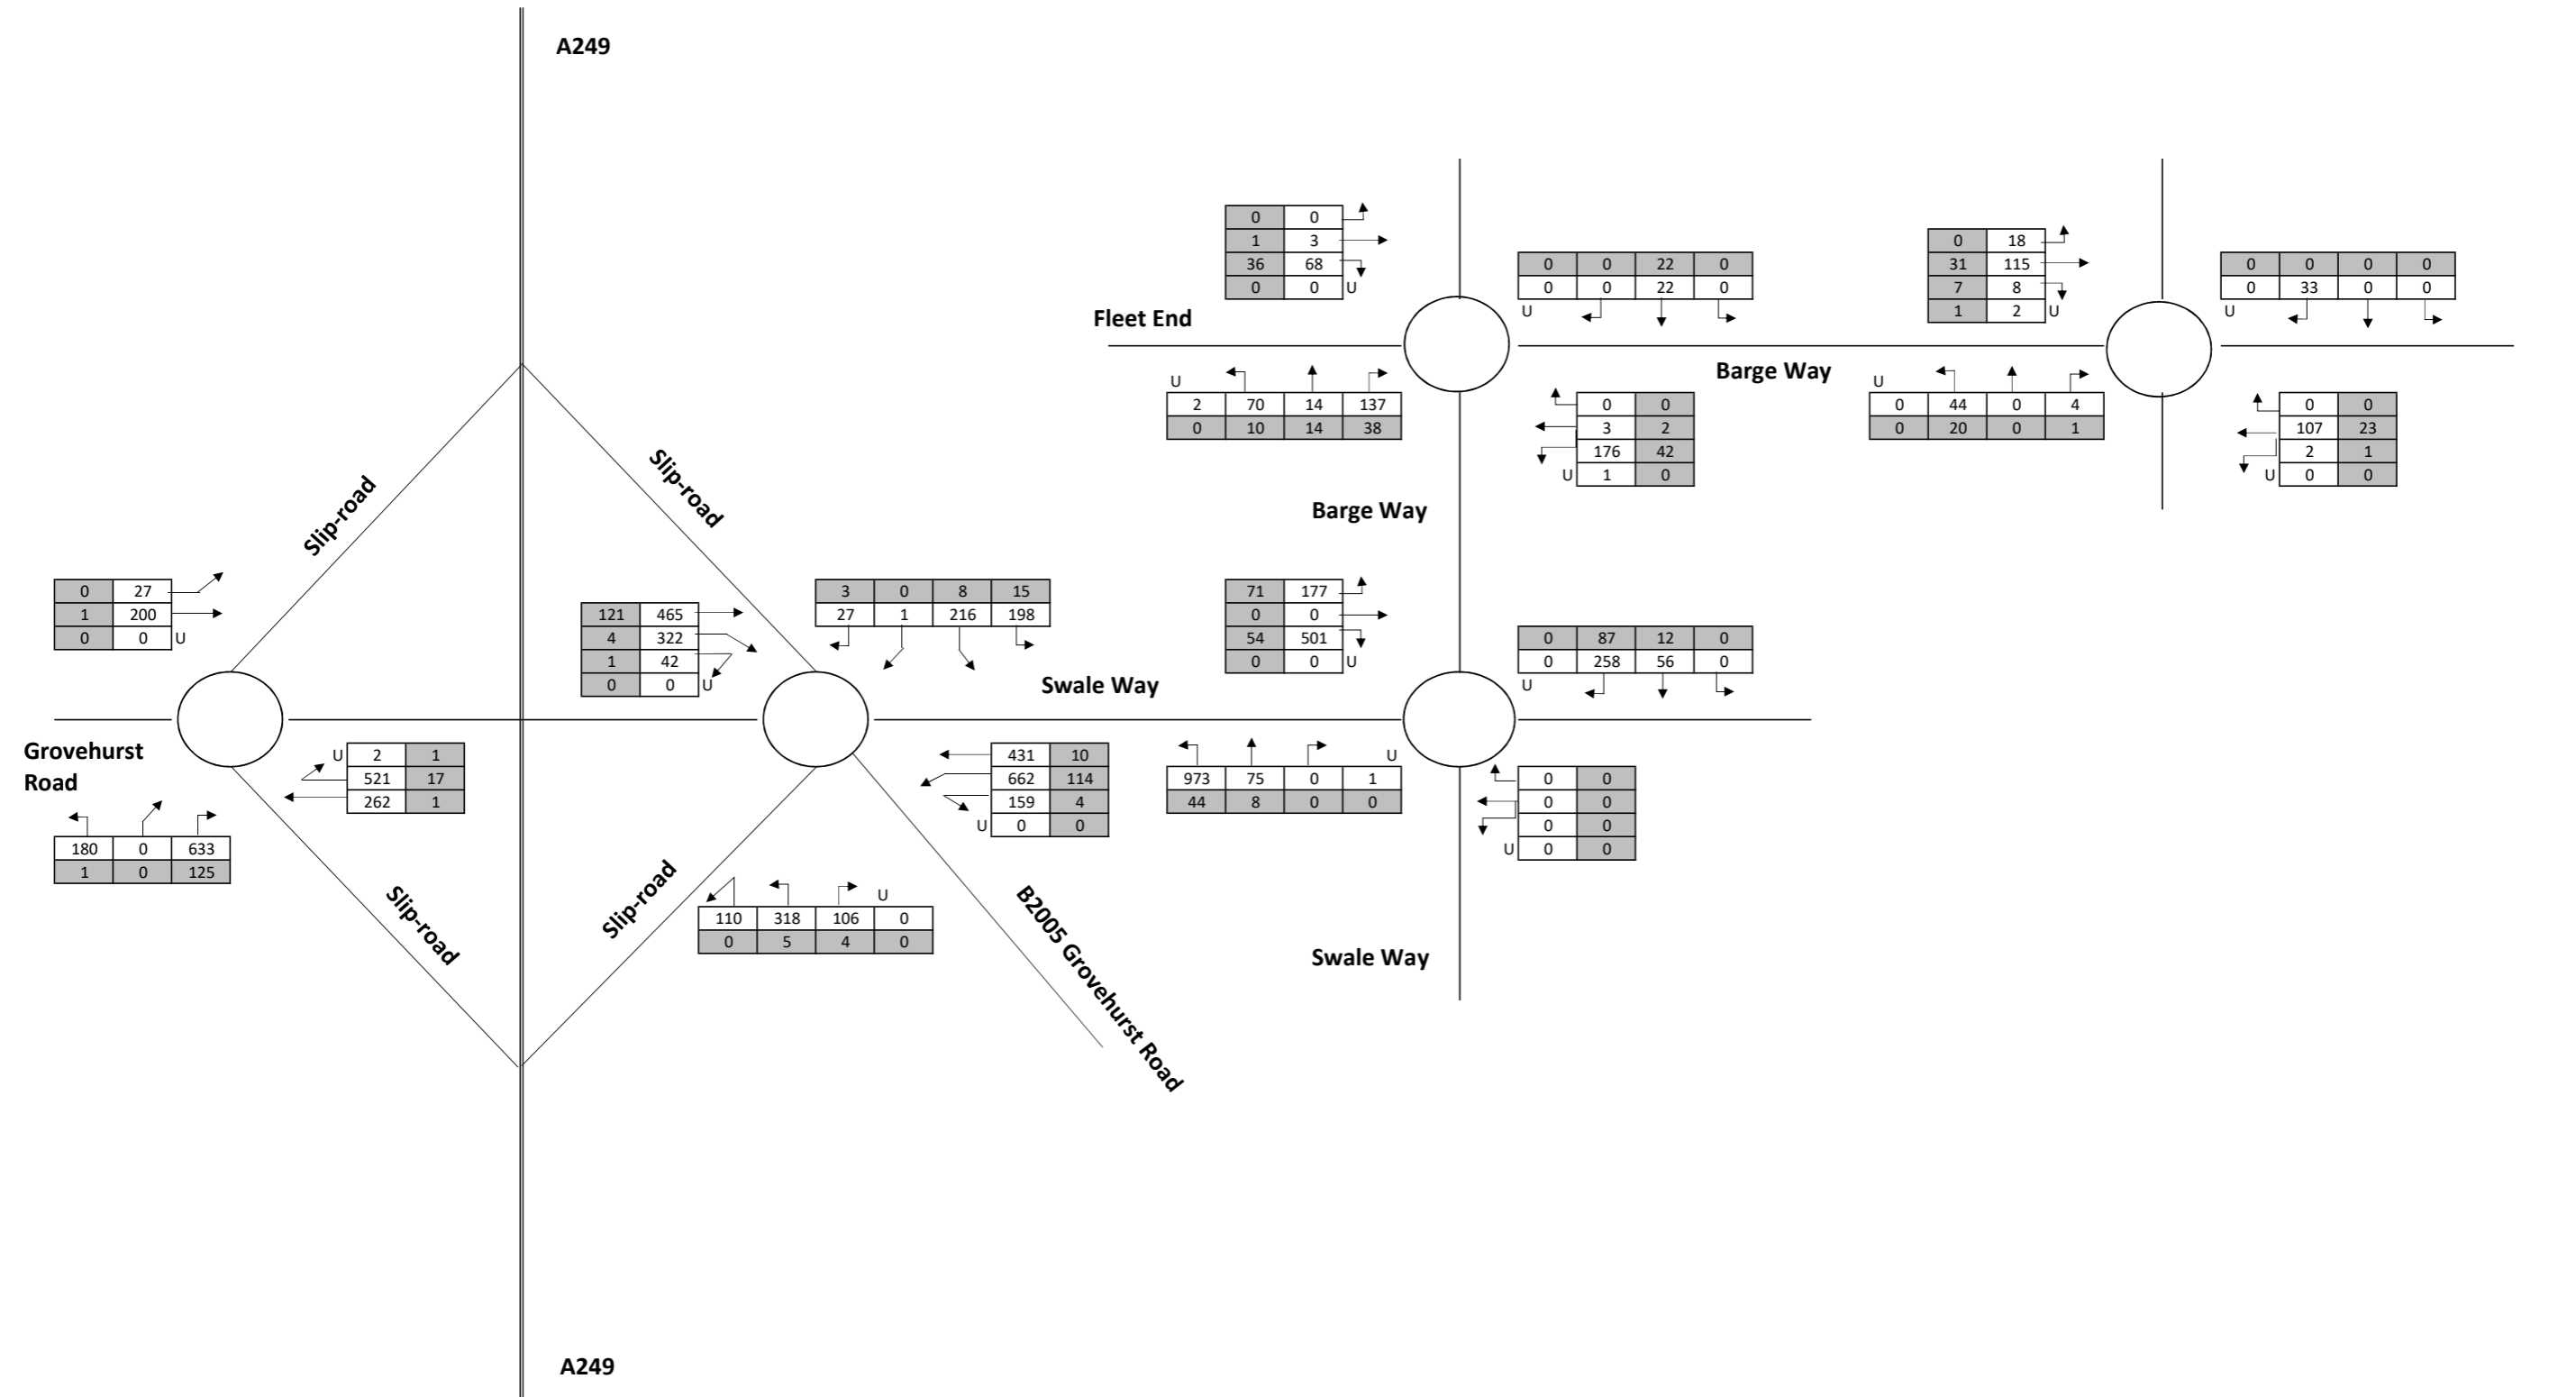 A249
0 0
1 3
36 68
0 0 U
0 0 22 0
0 0 22 0
U
0 18
31 115
7 8
1 2 U
0 0 0 0
0 33 0 0
U
Fleet End
Barge Way
U
2 70 14 137
0 10 14 38
0 0
3 2
176 42
U 1 0
U
0 44 0 4
0 20 0 1
0 0
107 23
2 1
U 0 0
Slip-road
Slip-road
Barge Way
0 27
1 200
0 0 U
121 465
4 322
1 42
0 0 U
3 0 8 15
27 1 216 198
Swale Way
71 177
0 0
54 501
0 0 U
0 87 12 0
0 258 56 0
U
Grovehurst
Road
U 2 1
521 17
262 1
180 0 633
1 0 125
431 10
662 114
159 4
U 0 0
U
973 75 0 1
44 8 0 0
0 0
0 0
0 0
U 0 0
Slip-road
Slip-road
U
110 318 106 0
0 5 4 0
B2005 Grovehurst Road
Swale Way
A249